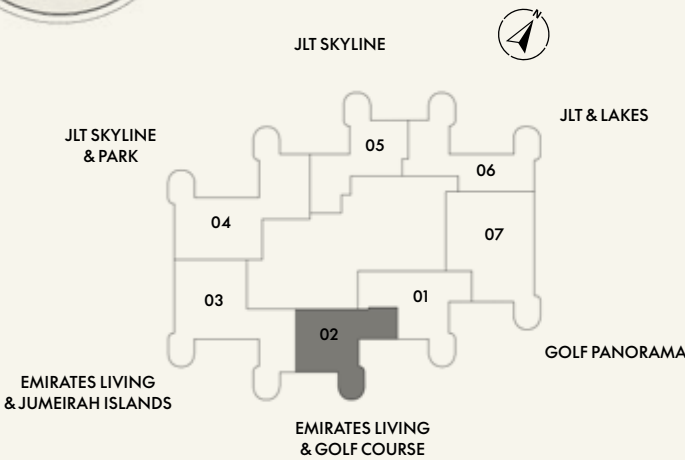 N
JLT SKYLINE
JLT & LAKES
JLT SKYLINE
& PARK
05
06
04
07
03
01
02
GOLF PANORAMA
EMIRATES LIVING
& JUMEIRAH ISLANDS
EMIRATES LIVING
& GOLF COURSE